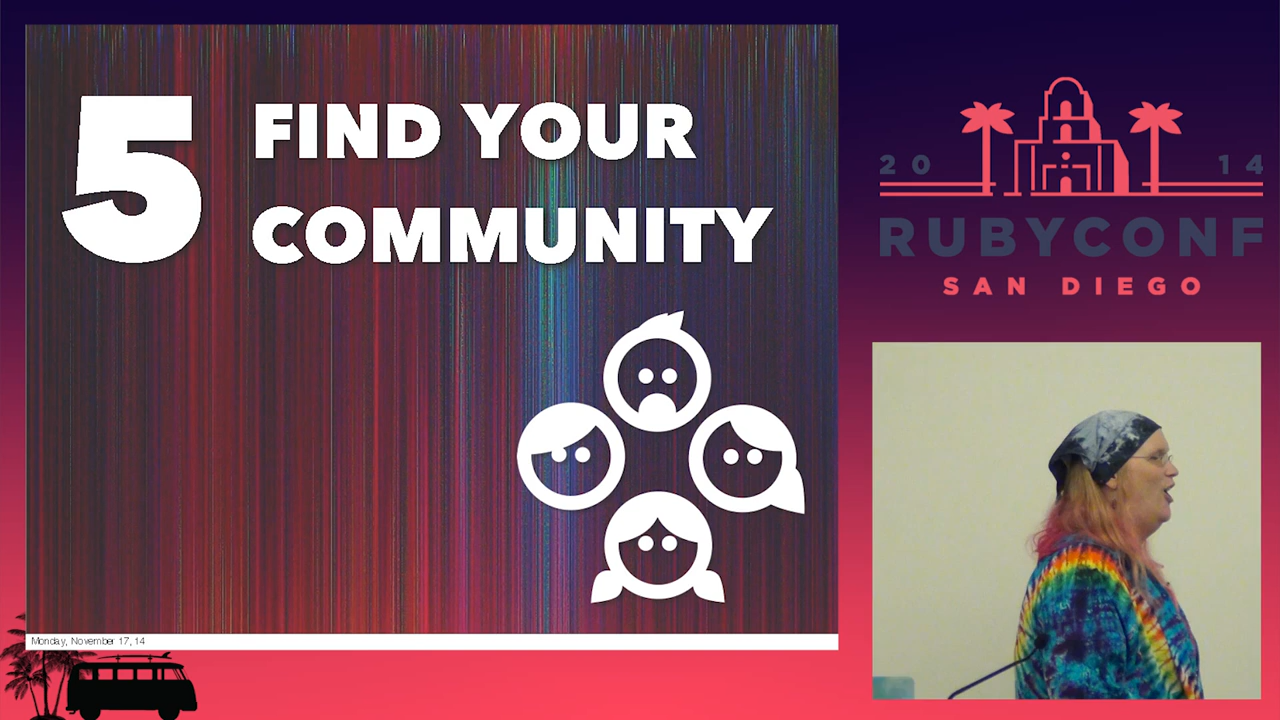 5 FIND YOUR
COMMUNITY
Monday, November 17, 14
20 14
RUBYCONF
SAN DIEGO